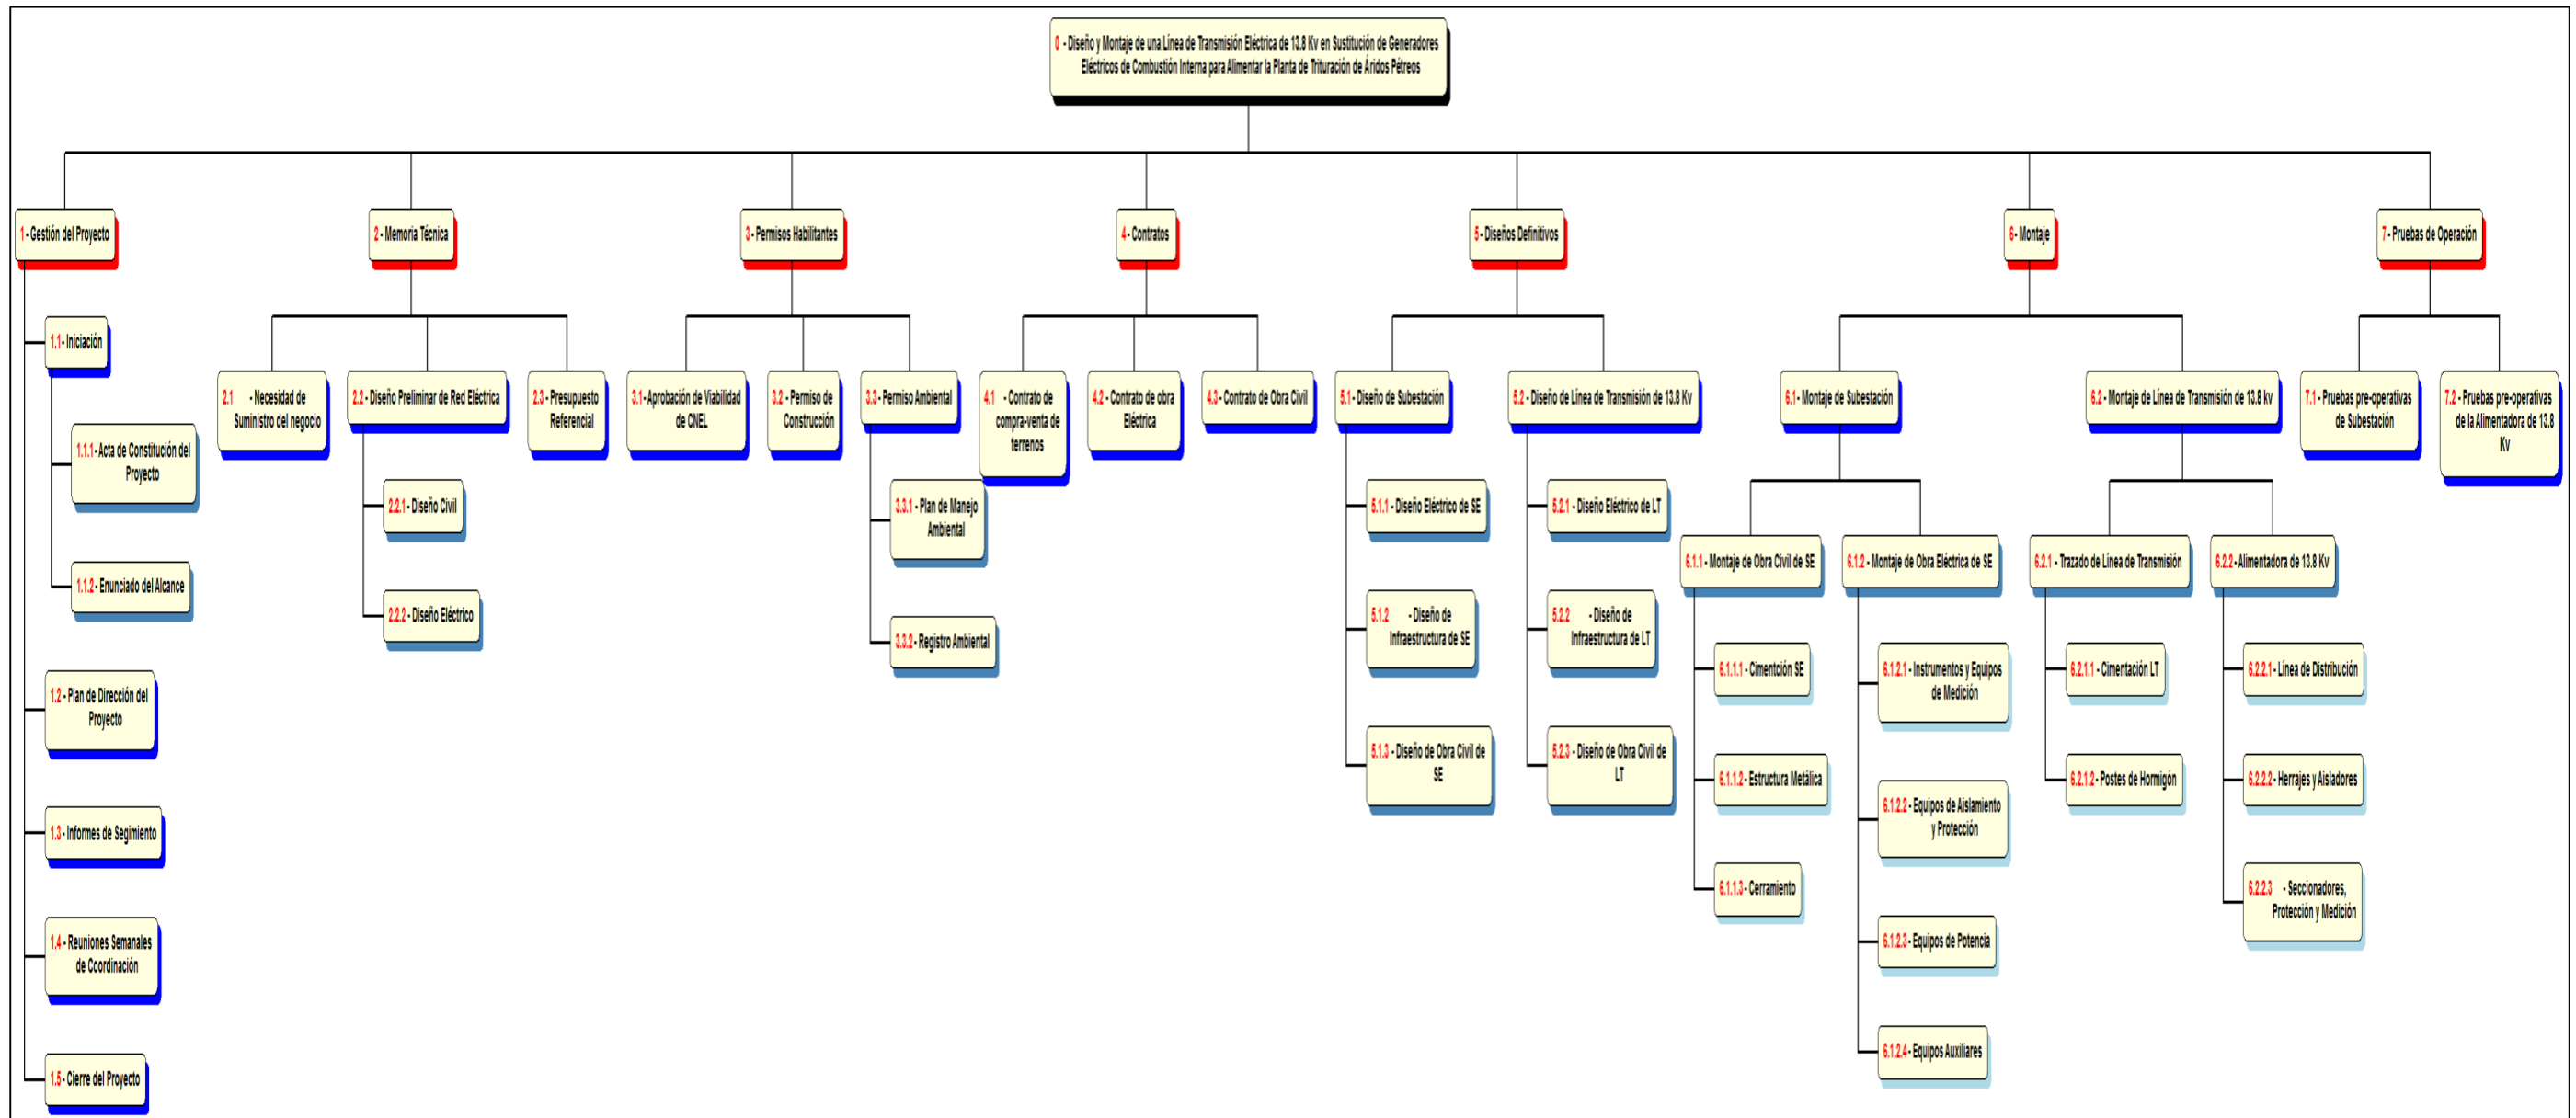 0 - Diseño y Montaje de una Línea de Transmisión Eléctrica de 13.8 Kv en Sustitución de Generadores
Eléctricos de Combustión Interna para Alimentar la Planta de Trituración de Áridos Pétreos
1 - Gestión del Proyecto
1.1 - Iniciación
1.1.1 - Acta de Constitución del
Proyecto
1.1.2 - Enunciado del Alcance
1.2 - Plan de Dirección del
Proyecto
1.3 - Informes de Segimiento
1.4 - Reuniones Semanales
de Coordinación
1.5 - Cierre del Proyecto
2 - Memoria Técnica
2.1 - Necesidad de
Suministro del negocio
2.2 - Diseño Preliminar de Red Eléctrica
2.2.1 - Diseño Civil
2.2.2 - Diseño Eléctrico
2.3 - Presupuesto
Referencial
3 - Permisos Habilitantes
3.1 - Aprobación de Viabilidad
de CNEL
3.2 - Permiso de
Construcción
3.3 - Permiso Ambiental
3.3.1 - Plan de Manejo
Ambiental
3.3.2 - Registro Ambiental
4 - Contratos
4.1 - Contrato de
compra-venta de
terrenos
4.2 - Contrato de obra
Eléctrica
4.3 - Contrato de Obra Civil
5 - Diseños Definitivos
5.1 - Diseño de Subestación
5.1.1 - Diseño Eléctrico de SE
5.1.2 - Diseño de
Infraestructura de SE
5.1.3 - Diseño de Obra Civil de
SE
5.2 - Diseño de Línea de Transmisión de 13.8 Kv
5.2.1 - Diseño Eléctrico de LT
5.2.2 - Diseño de
Infraestructura de LT
5.2.3 - Diseño de Obra Civil de
LT
6 - Montaje
6.1 - Montaje de Subestación
6.1.1 - Montaje de Obra Civil de SE
6.1.1.1 - Cimentción SE
6.1.1.2 - Estructura Metálica
6.1.1.3 - Cerramiento
6.1.2 - Montaje de Obra Eléctrica de SE
6.1.2.1 - Instrumentos y Equipos
de Medición
6.1.2.2 - Equipos de Aislamiento
y Protección
6.1.2.3 - Equipos de Potencia
6.1.2.4 - Equipos Auxiliares
6.2 - Montaje de Línea de Transmisión de 13.8 kv
6.2.1 - Trazado de Línea de Transmisión
6.2.1.1 - Cimentación LT
6.2.1.2 - Postes de Hormigón
6.2.2 - Alimentadora de 13.8 Kv
6.2.2.1 - Línea de Distribución
6.2.2.2 - Herrajes y Aisladores
6.2.2.3 - Seccionadores,
Protección y Medición
7 - Pruebas de Operación
7.1 - Pruebas pre-operativas
de Subestación
7.2 - Pruebas pre-operativas
de la Alimentadora de 13.8
Kv